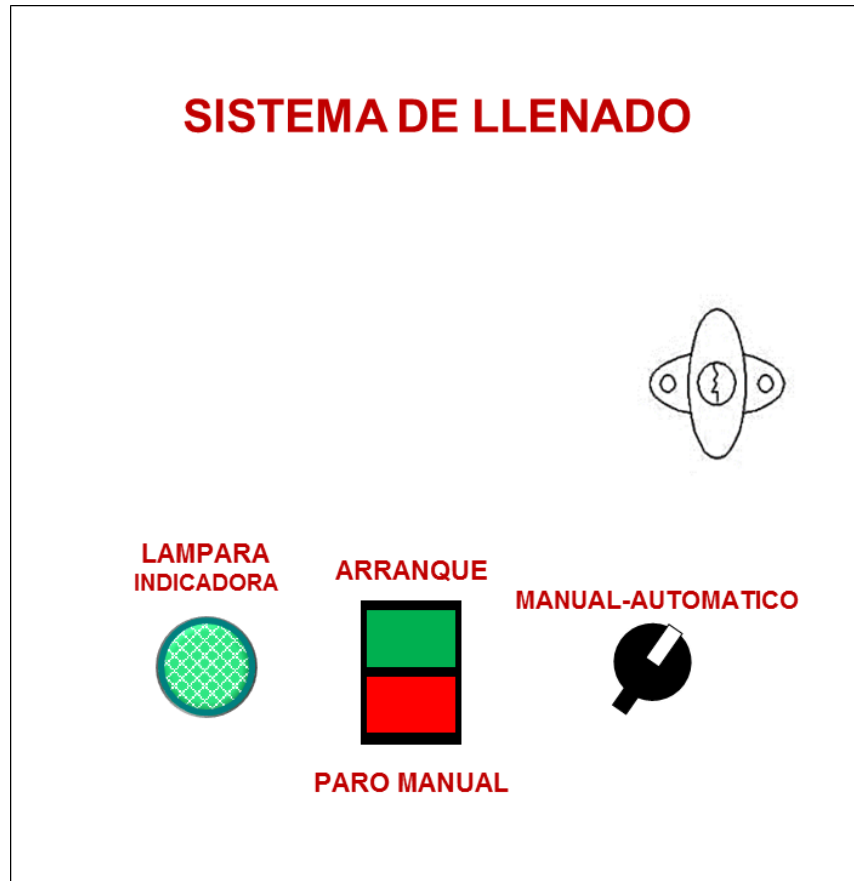 SISTEMA DE LLENADO
LAMPARA
INDICADORA
ARRANQUE
MANUAL-AUTOMATICO
PARO MANUAL